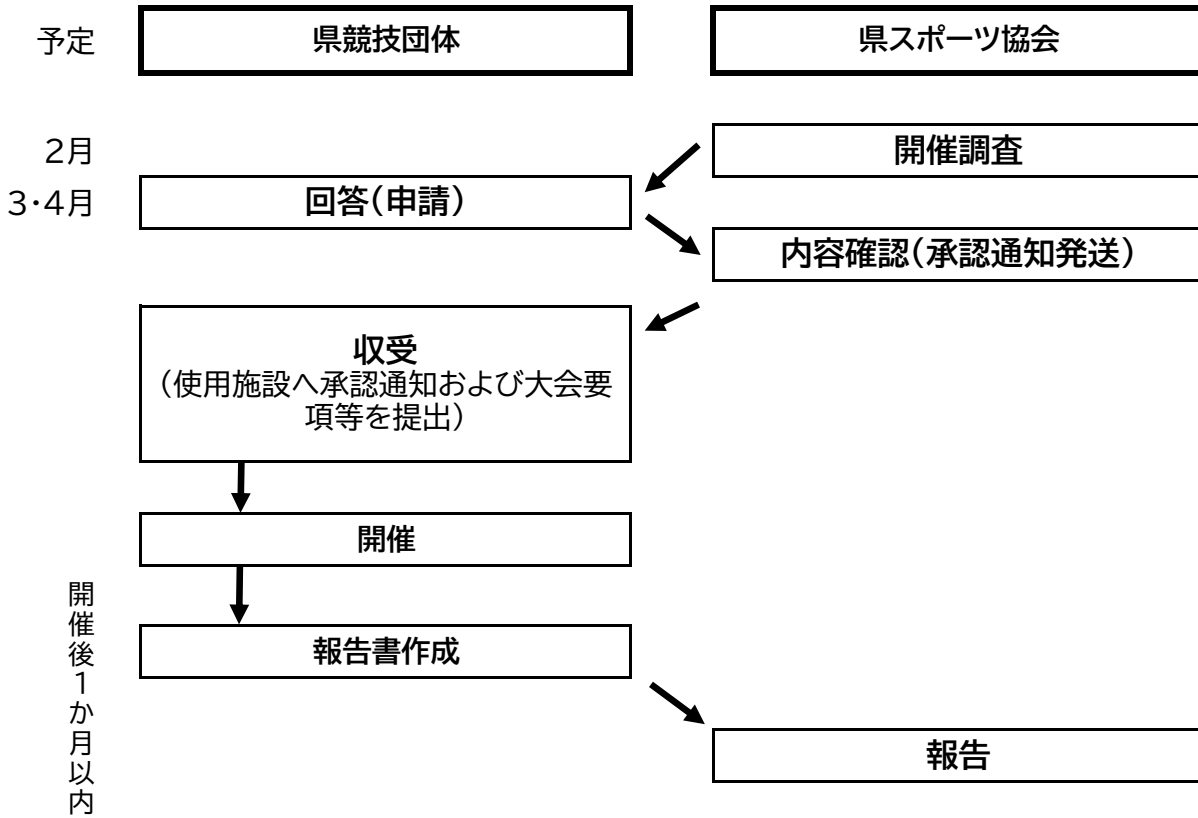 予定
県競技団体
県スポーツ協会
2月
開催調査
3・4月
回答(申請)
内容確認(承認通知発送)
収受
(使用施設へ承認通知および大会要
項等を提出)
開催
開催後1か月以内
報告書作成
報告